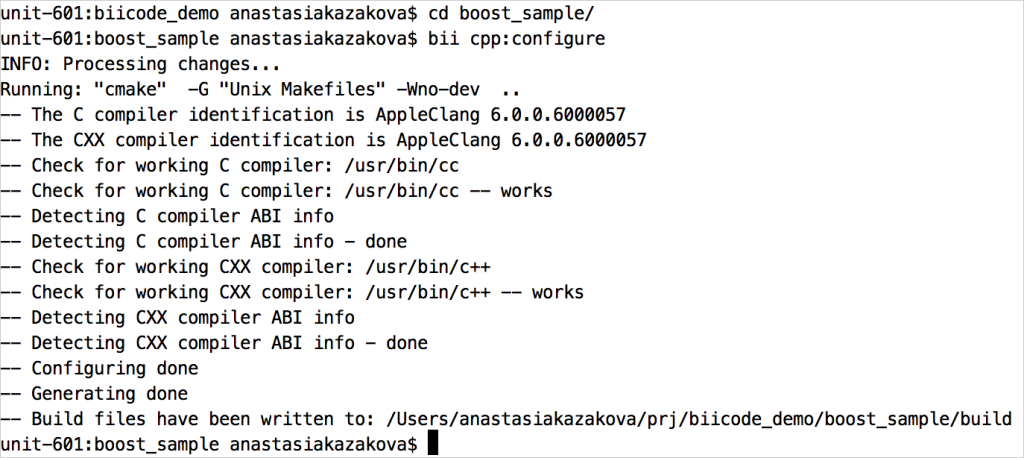 unit-601:biicode_demo anastasiakazakova$ cd boost_sample/
unit-601:boost_sample anastasiakazakova$ bii cpp:configure
INFO: Processing changes...
Running: "cmake"  -G "Unix Makefiles" -Wno-dev  ..
-- The C compiler identification is AppleClang 6.0.0.6000057
-- The CXX compiler identification is AppleClang 6.0.0.6000057
-- Check for working C compiler: /usr/bin/cc
-- Check for working C compiler: /usr/bin/cc -- works
-- Detecting C compiler ABI info
-- Detecting C compiler ABI info - done
-- Check for working CXX compiler: /usr/bin/c++
-- Check for working CXX compiler: /usr/bin/c++ -- works
-- Detecting CXX compiler ABI info
-- Detecting CXX compiler ABI info - done
-- Configuring done
-- Generating done
-- Build files have been written to: /Users/anastasiakazakova/prj/biicode_demo/boost_sample/build
unit-601:boost_sample anastasiakazakova$